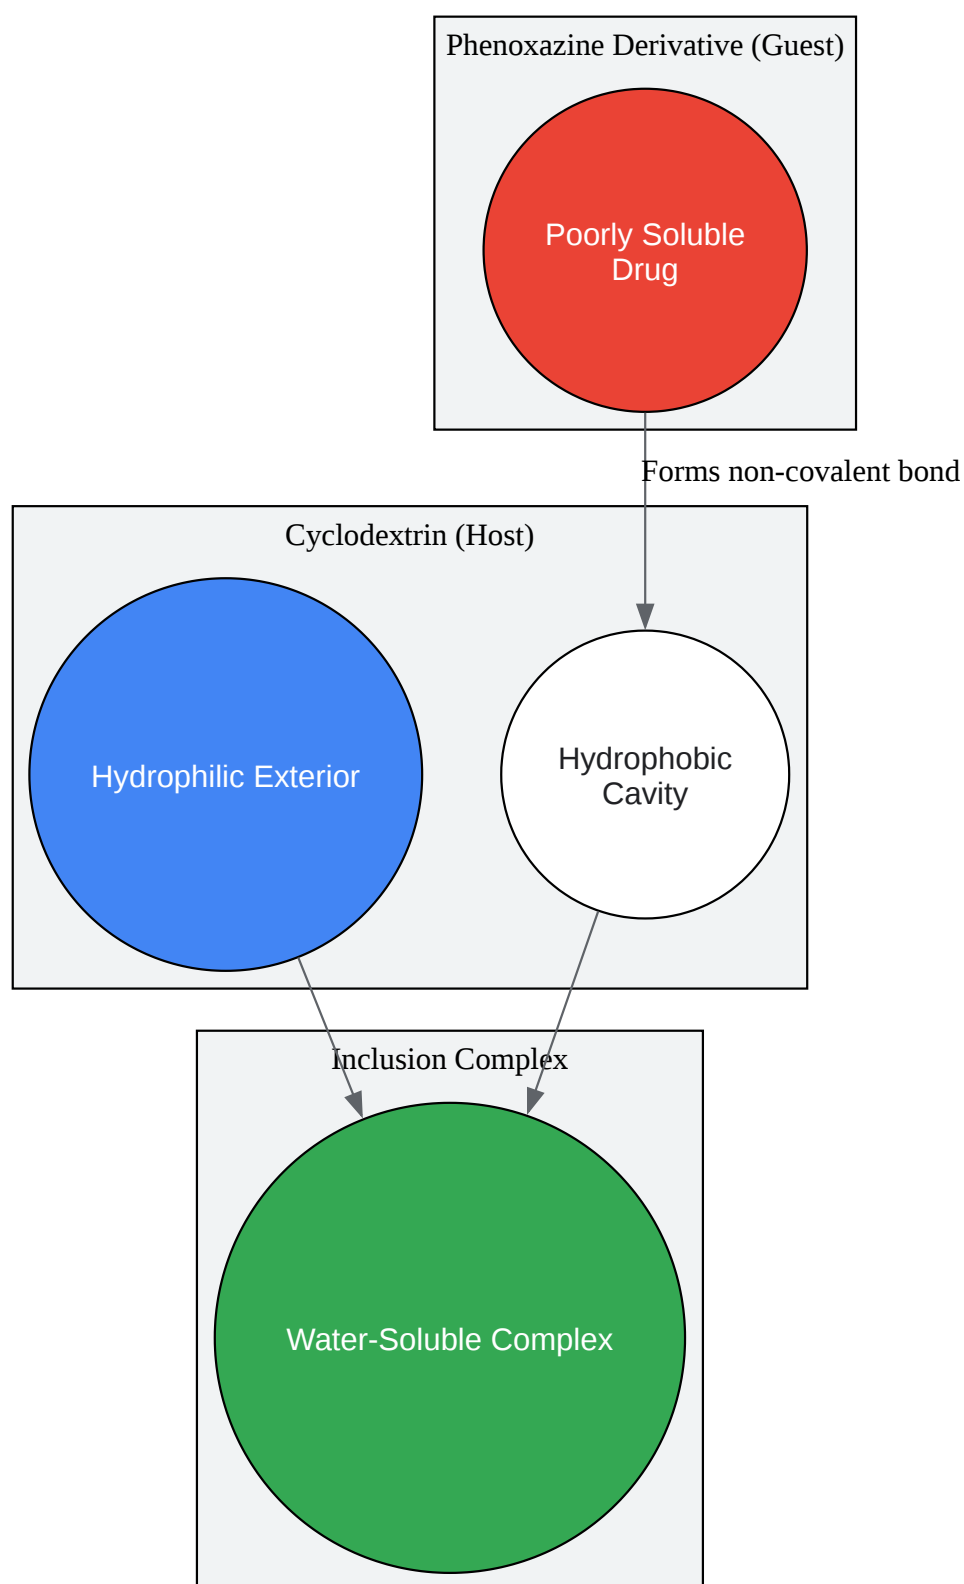 Phenoxazine Derivative (Guest)
Poorly Soluble
Drug
Forms non-covalent bond
Cyclodextrin (Host)
Hydrophilic Exterior
Hydrophobic
Cavity
Inclusion Complex
Water-Soluble Complex